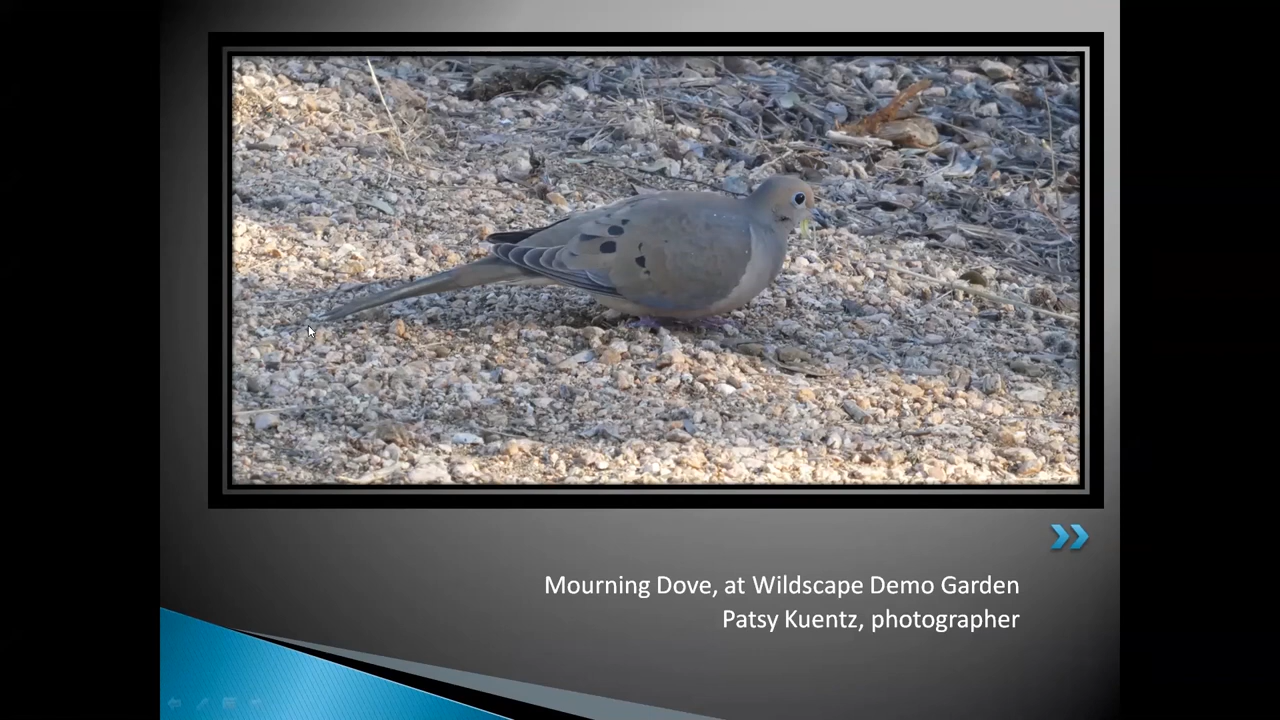 Mourning Dove, at Wildscape Demo Garden
Patsy Kuentz, photographer